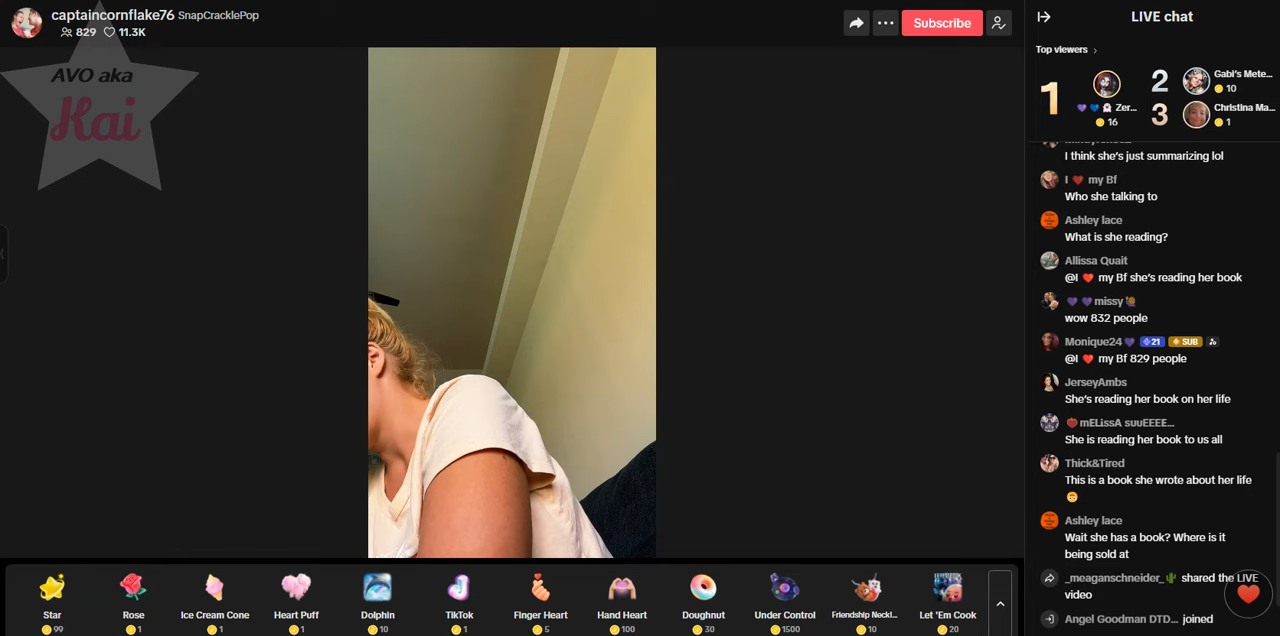 captaincornflake76 SnapCracklePop
829 11.3K
Subscribe
AVO aka
Kai
LIVE chat
Top viewers
1
Zer...
16
2
Gabl's Mete...
10
3
Christina Ma...
1
I think she's just summarizing lol
I ❤️ my Bf
Who she talking to
Ashley lace
What is she reading?
Allissa Quait
@I ❤️ my Bf she's reading her book
missy
wow 832 people
Monique24 21 SUB
@I ❤️ my Bf 829 people
JerseyAmbs
She's reading her book on her life
mELissA suuEEEE...
She is reading her book to us all
Thick&Tired
This is a book she wrote about her life
🙃
Ashley lace
Wait she has a book? Where is it
being sold at
_meaganschneider_🌵 shared the LIVE
video
Angel Goodman DTD... joined
Star
99
Rose
1
Ice Cream Cone
1
Heart Puff
1
Dolphin
10
TikTok
1
Finger Heart
5
Hand Heart
100
Doughnut
30
Under Control
1500
Friendship Neckl...
10
Let 'Em Cook
20